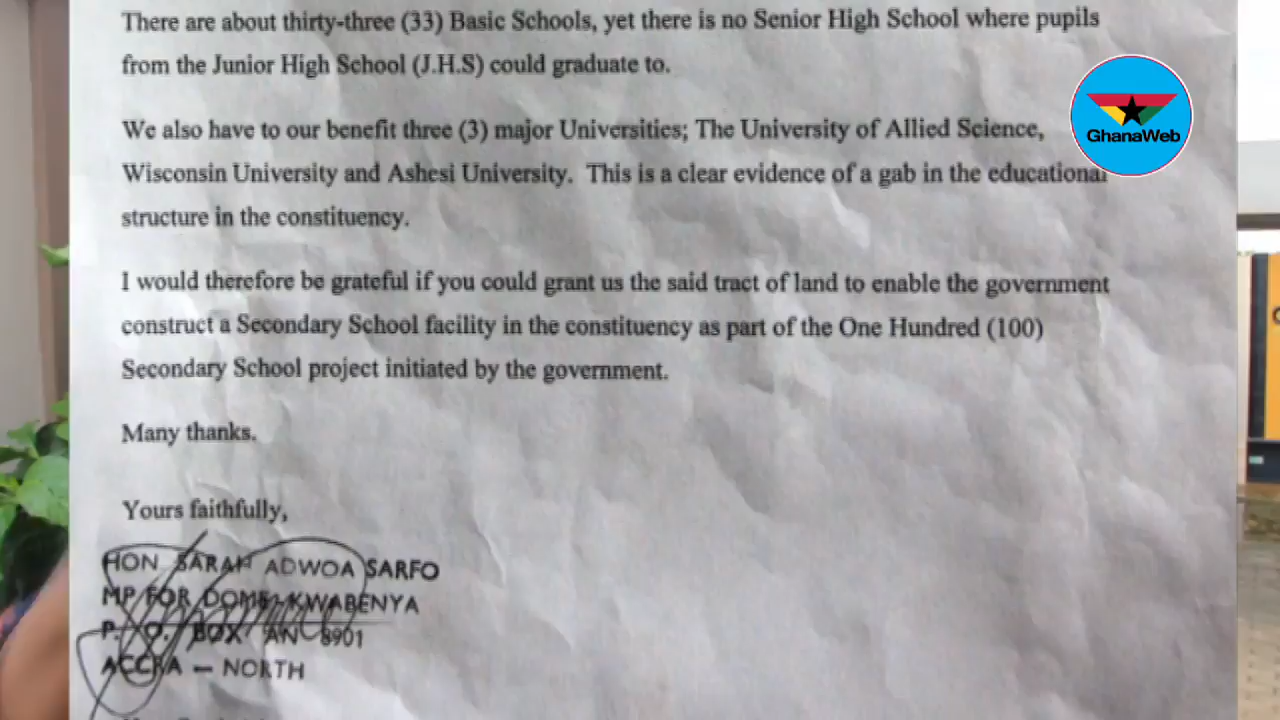 There are about thirty-three (33) Basic Schools, yet there is no Senior High School where pupils
from the Junior High School (J.H.S) could graduate to.
We also have to our benefit three (3) major Universities; The University of Allied Science,
Wisconsin University and Ashesi University. This is a clear evidence of a gab in the educational
structure in the constituency.
I would therefore be grateful if you could grant us the said tract of land to enable the government
construct a Secondary School facility in the constituency as part of the One Hundred (100)
Secondary School project initiated by the government.
Many thanks.
Yours faithfully,
HON SARAH ADWOA SARFO
MP FOR DOME-KWABENYA
P. O. BOX AN 8901
ACCRA – NORTH
GhanaWeb